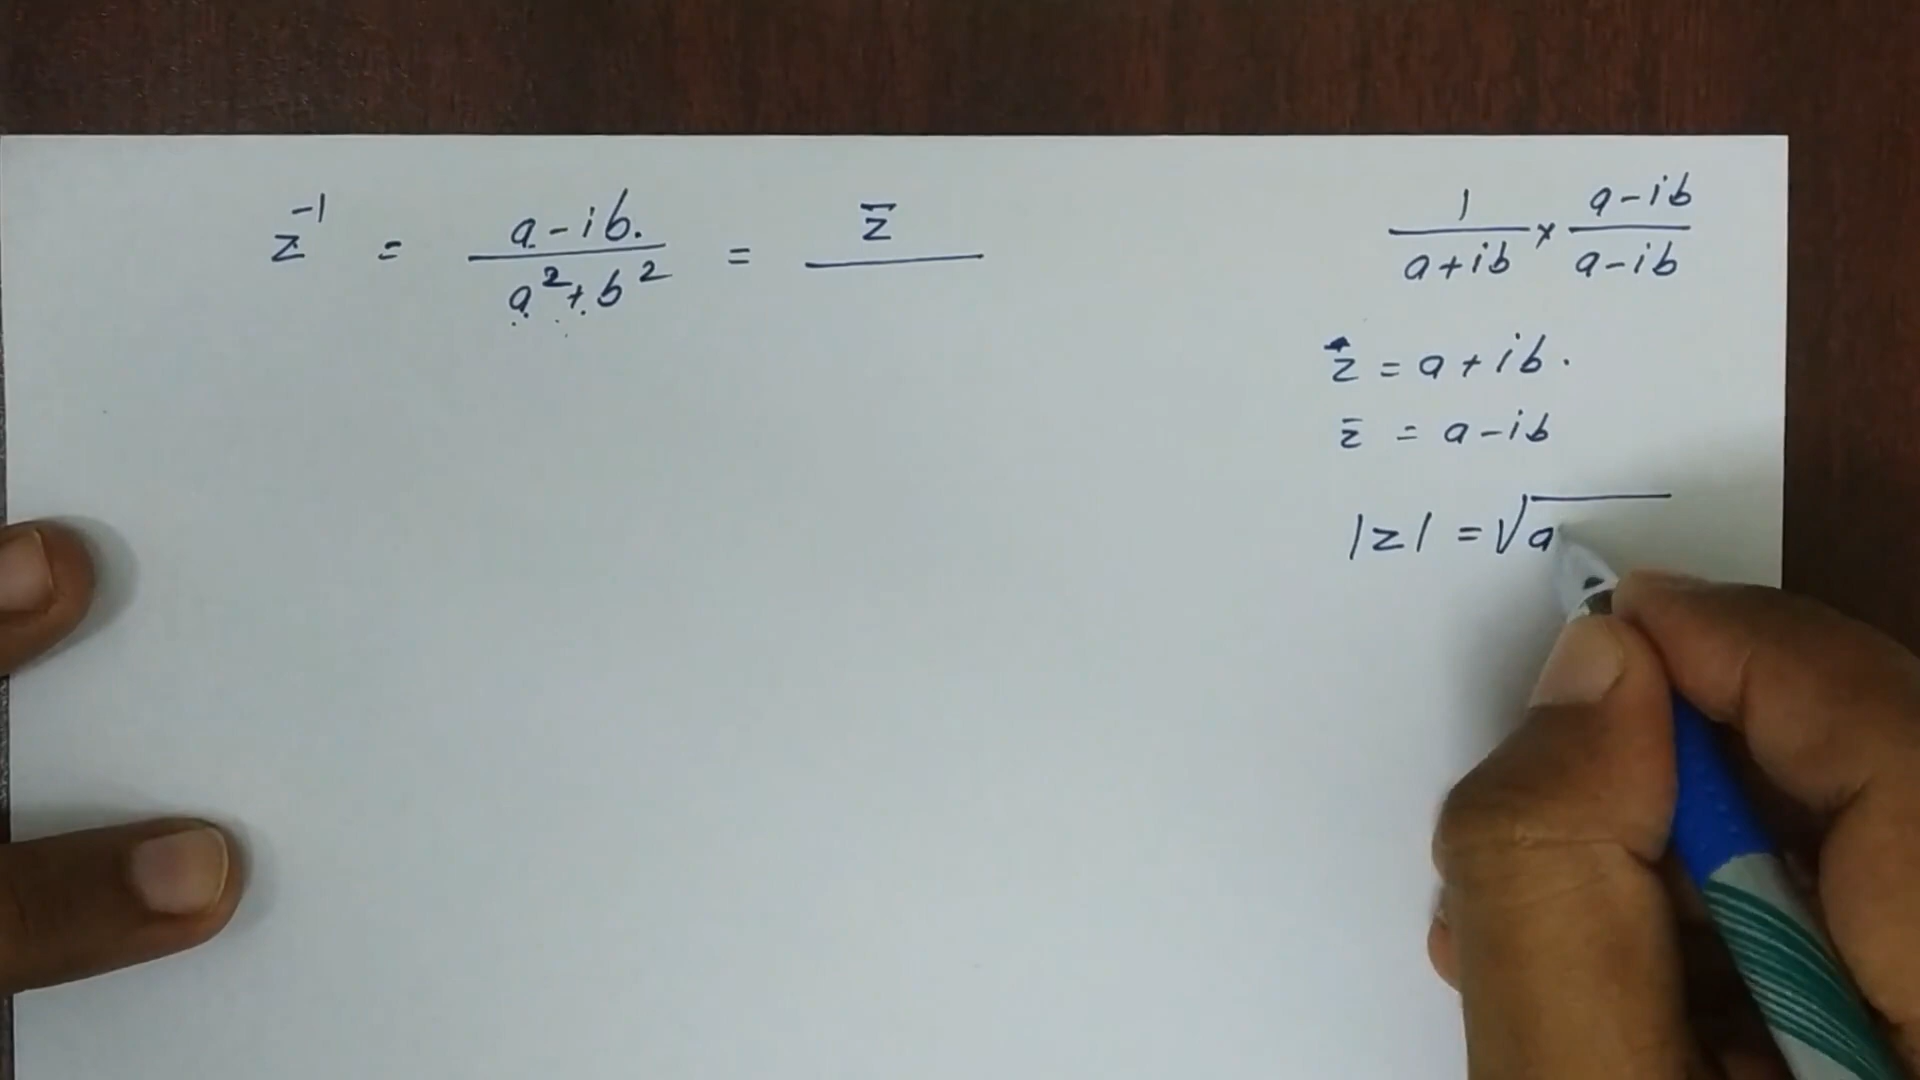 z⁻¹ = (a-ib.)/(a²+b²) = z̄/
1/(a+ib) × (a-ib)/(a-ib)
z = a+ib.
z̄ = a-ib
|z| = √a